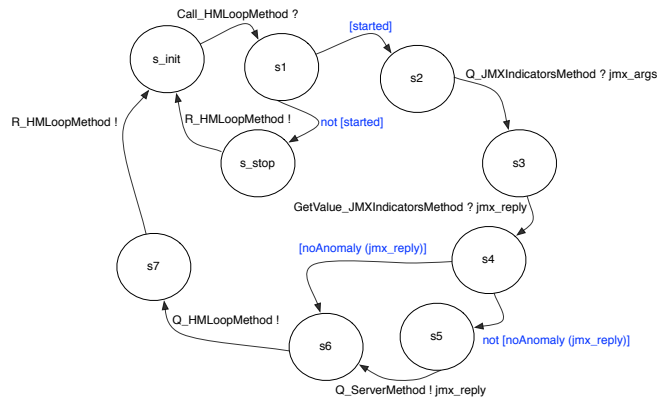 Call_HMLoopMethod ?
[started]
s_init
s1
s2
Q_JMXIndicatorsMethod ? jmx_args
R_HMLoopMethod !
R_HMLoopMethod !
not [started]
s_stop
s3
GetValue_JMXIndicatorsMethod ? jmx_reply
[noAnomaly (jmx_reply)]
s4
s7
Q_HMLoopMethod !
s6
s5
not [noAnomaly (jmx_reply)]
Q_ServerMethod ! jmx_reply